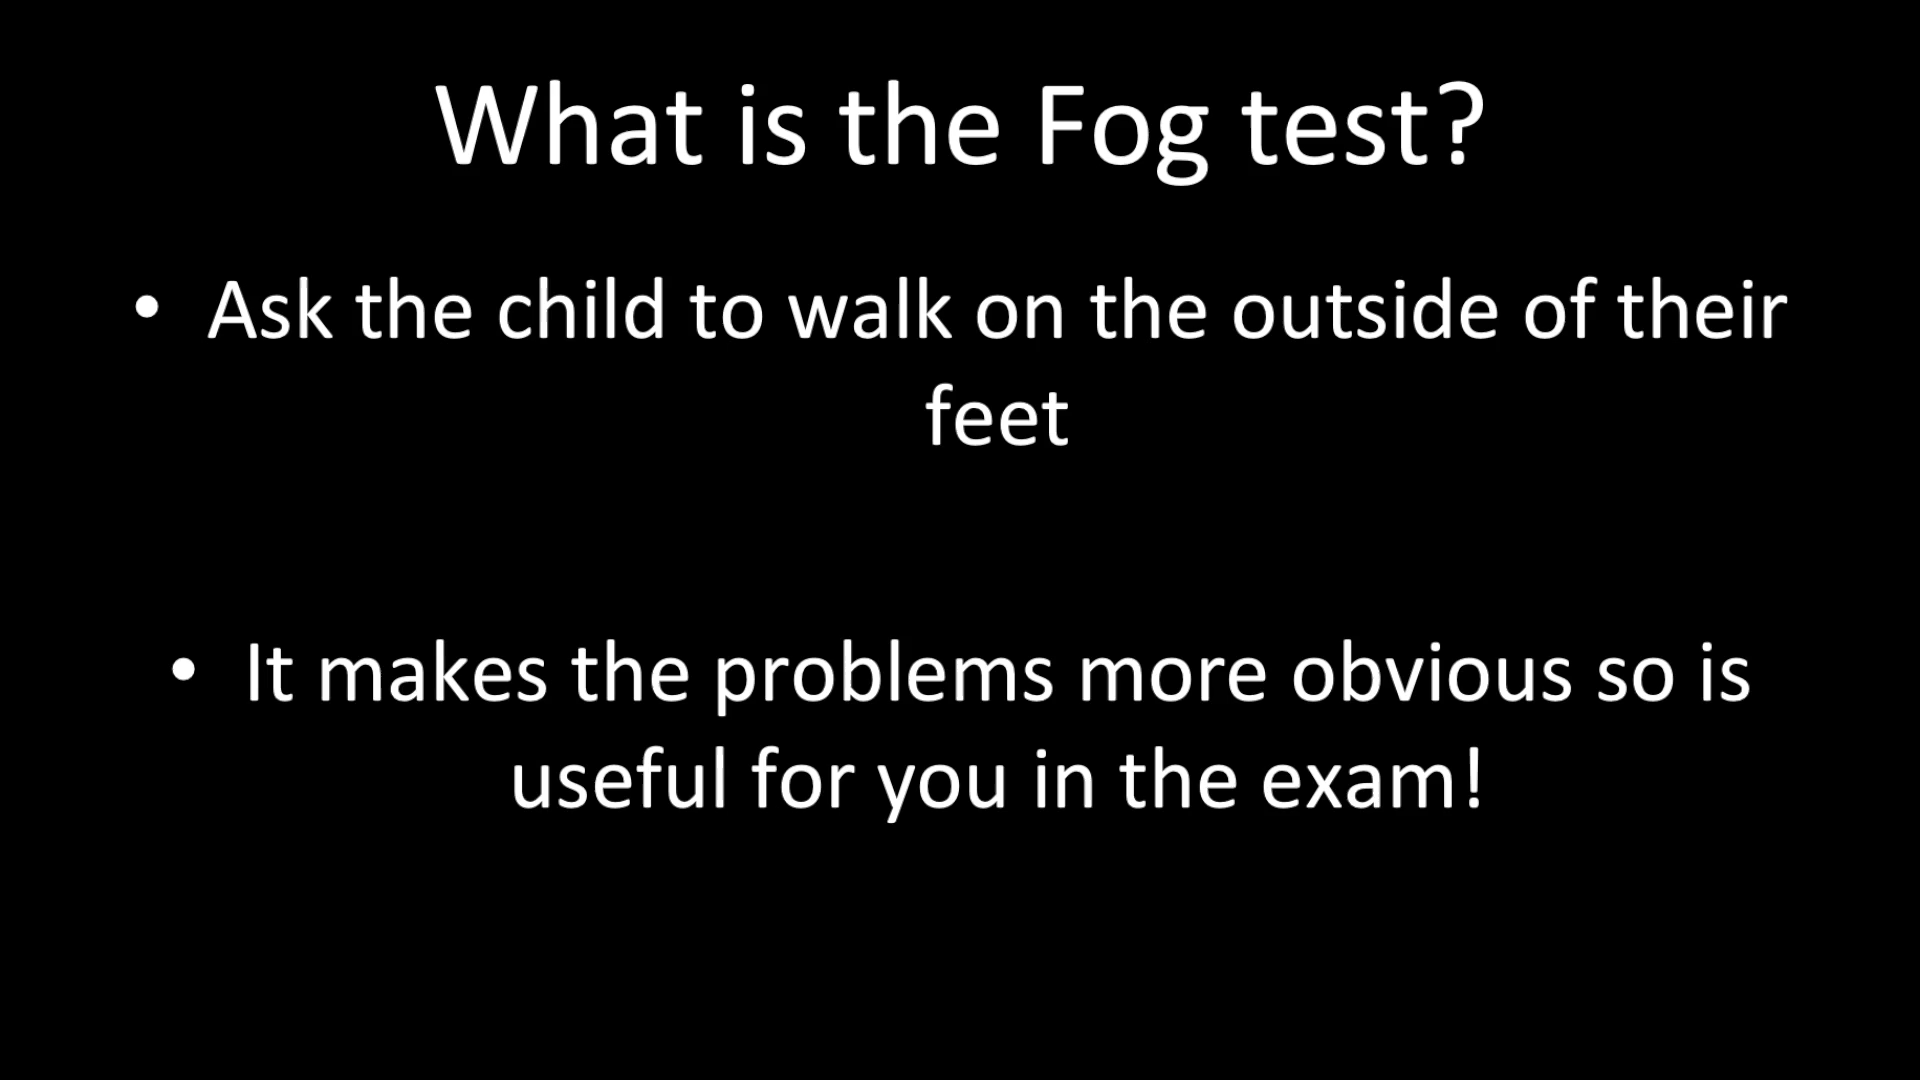 What is the Fog test?
• Ask the child to walk on the outside of their
feet
• It makes the problems more obvious so is
useful for you in the exam!